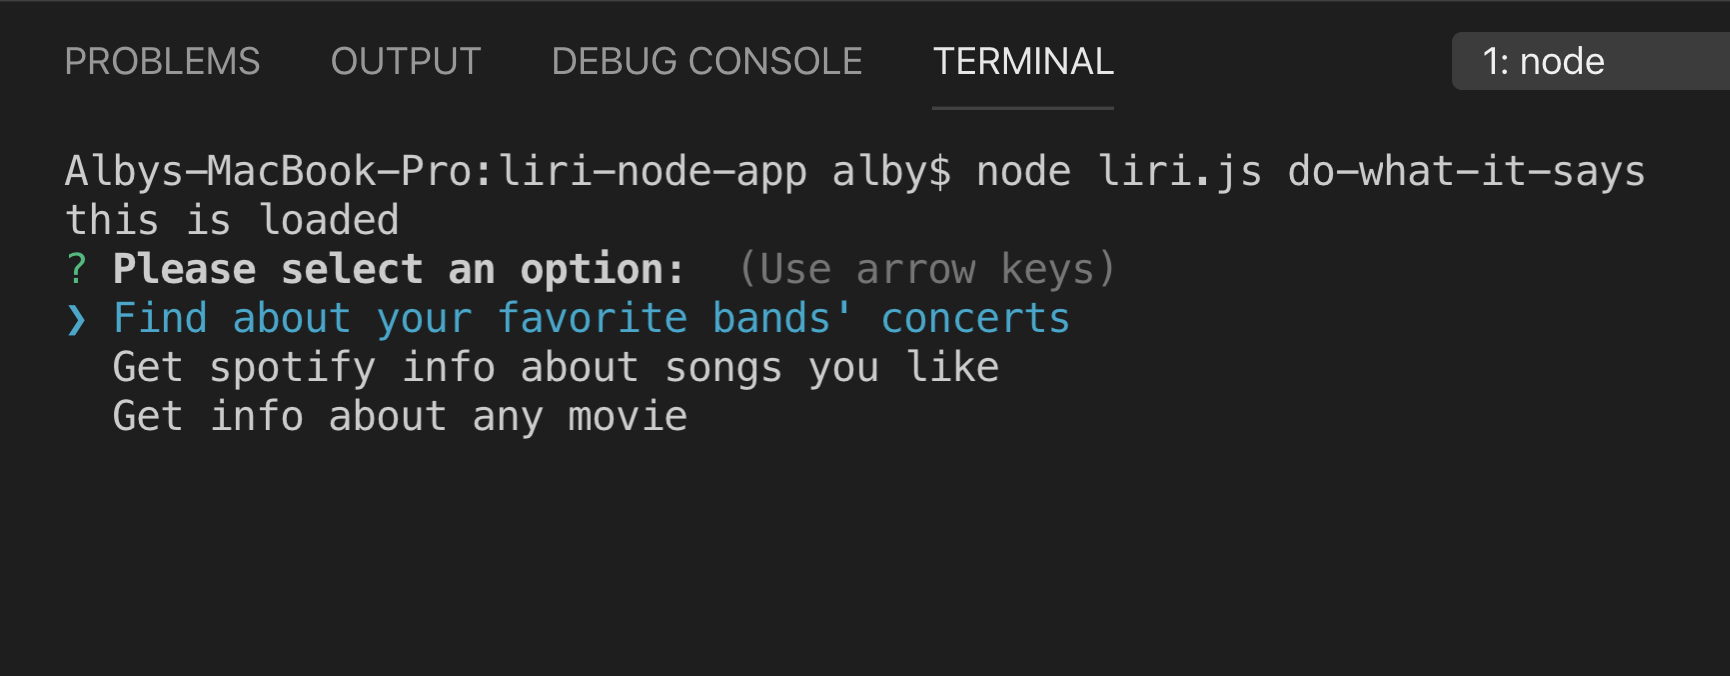 PROBLEMS OUTPUT DEBUG CONSOLE TERMINAL 1: node
Albys-MacBook-Pro:liri-node-app alby$ node liri.js do-what-it-says
this is loaded
? Please select an option:  (Use arrow keys)
❯ Find about your favorite bands' concerts
  Get spotify info about songs you like
  Get info about any movie